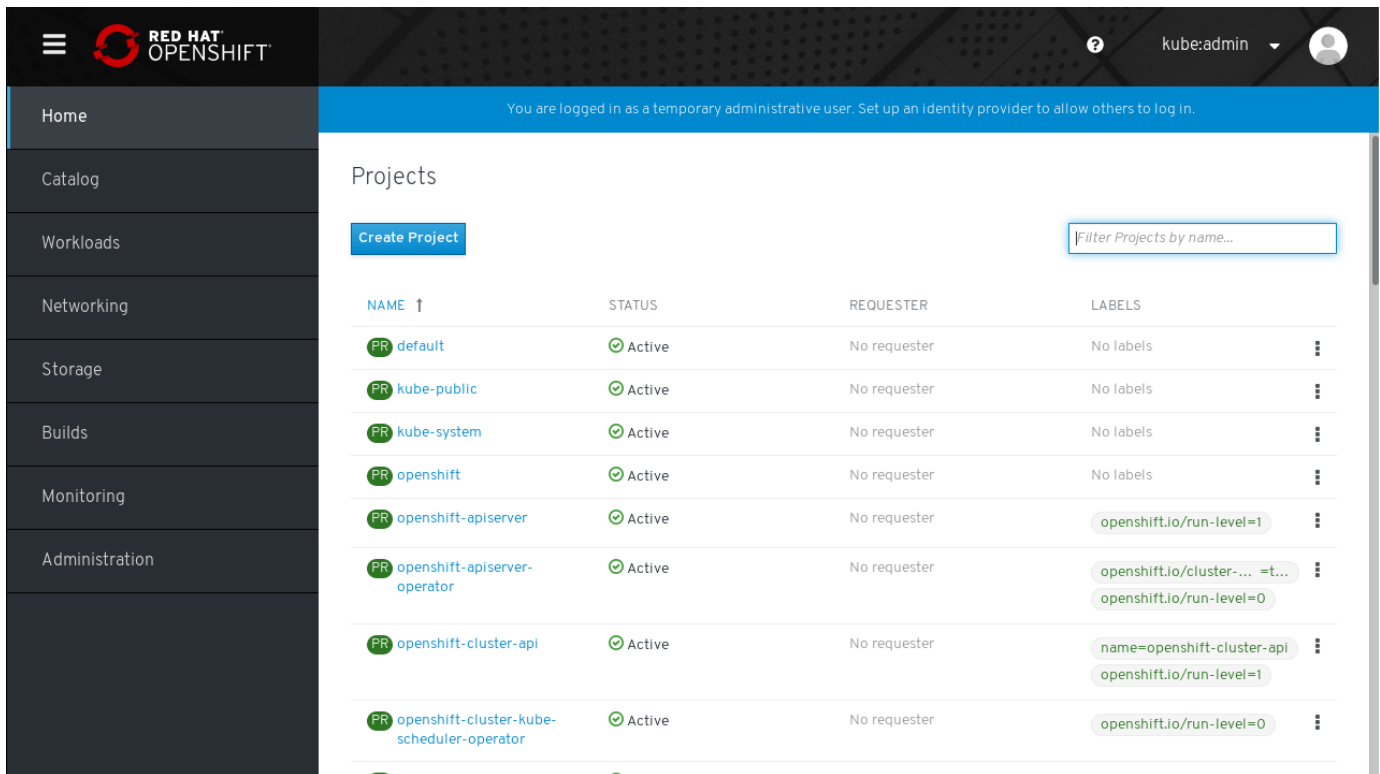 RED HAT
OPENSHIFT
kube:admin
Home
Catalog
Workloads
Networking
Storage
Builds
Monitoring
Administration
You are logged in as a temporary administrative user. Set up an identity provider to allow others to log in.
Projects
Create Project
Filter Projects by name...
NAME STATUS REQUESTER LABELS
PR default Active No requester No labels
PR kube-public Active No requester No labels
PR kube-system Active No requester No labels
PR openshift Active No requester No labels
PR openshift-apiserver Active No requester openshift.io/run-level=1
PR openshift-apiserver- Active No requester openshift.io/cluster-... =t...
operator openshift.io/run-level=0
PR openshift-cluster-api Active No requester name=openshift-cluster-api
openshift.io/run-level=1
PR openshift-cluster-kube- Active No requester openshift.io/run-level=0
scheduler-operator